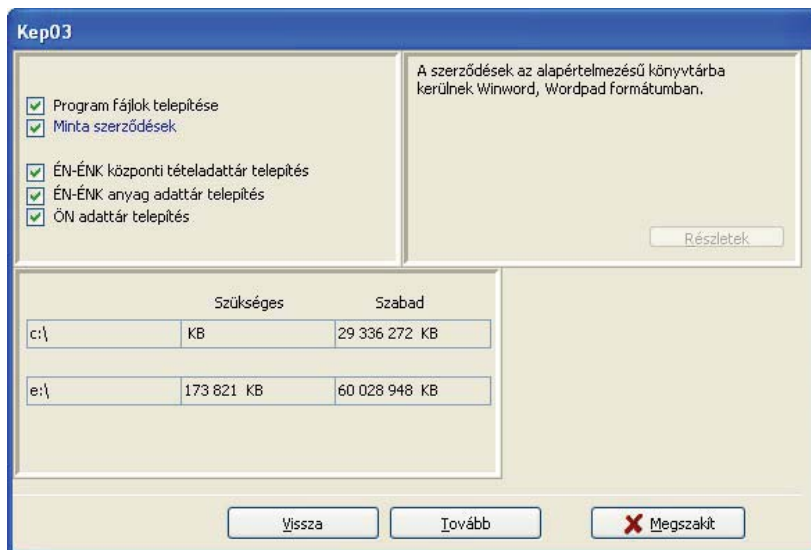 Kep03
Program fájlok telepítése
Minta szerződések
ÉN-ÉNK központi tételadattár telepítés
ÉN-ÉNK anyag adattár telepítés
ÖN adattár telepítés
A szerződések az alapértelmezésű könyvtárba
kerülnek Winword, Wordpad formátumban.
Részletek
Szükséges Szabad
c:\ KB 29 336 272 KB
e:\ 173 821 KB 60 028 948 KB
Vissza Tovább Megszakít